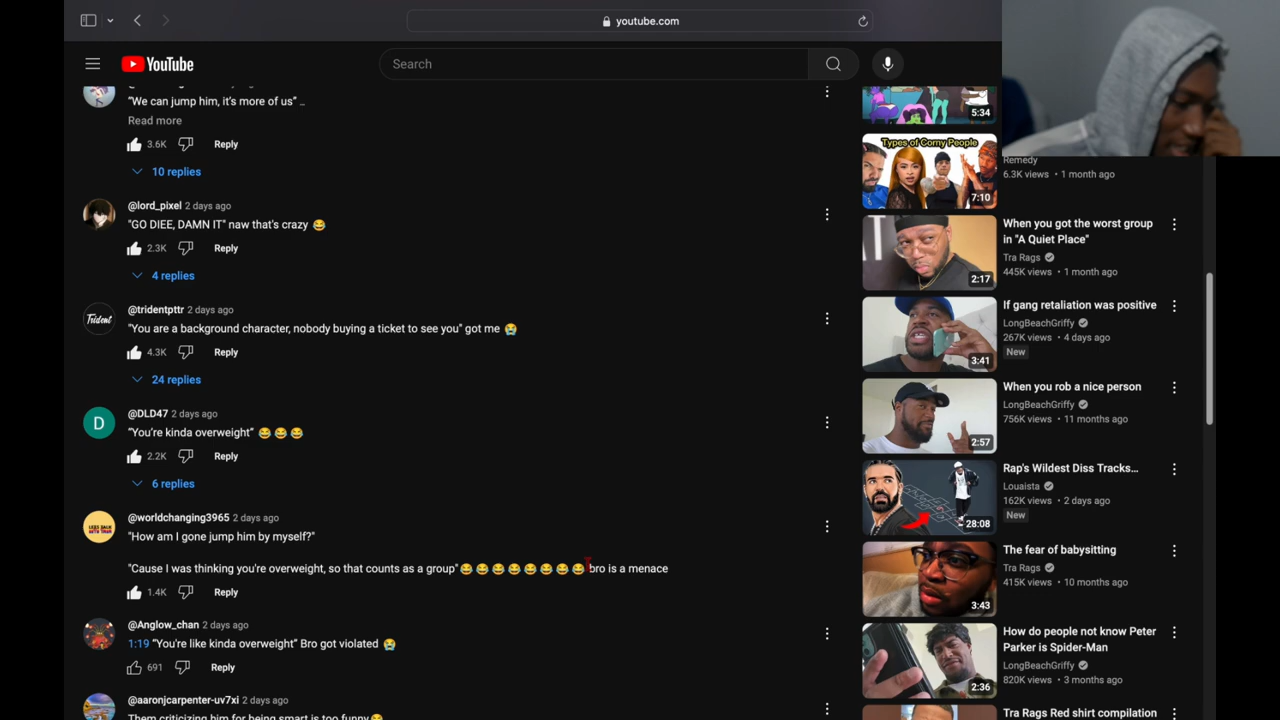 youtube.com
YouTube
Search
"We can jump him, it's more of us" ...
Read more
3.6K
Reply
10 replies
@lord_pixel 2 days ago
"GO DIEE, DAMN IT" naw that's crazy 😂
2.3K
Reply
4 replies
@tridentpttr 2 days ago
"You are a background character, nobody buying a ticket to see you" got me 😭
4.3K
Reply
24 replies
@DLD47 2 days ago
"You're kinda overweight" 😂 😂 😂
2.2K
Reply
6 replies
@worldchanging3965 2 days ago
"How am I gone jump him by myself?"
"Cause I was thinking you're overweight, so that counts as a group"😂😂😂😂😂😂😂😂 bro is a menace
1.4K
Reply
@Anglow_chan 2 days ago
1:19 "You're like kinda overweight" Bro got violated 😭
691
Reply
@aaronjcarpenter-uv7xi 2 days ago
Them criticizing him for being smart is too funny😂
Trident
D
5:34
Types of Corny People
7:10
Remedy
6.3K views • 1 month ago
2:17
When you got the worst group
in "A Quiet Place"
Tra Rags
445K views • 1 month ago
3:41
If gang retaliation was positive
LongBeachGriffy
267K views • 4 days ago
New
2:57
When you rob a nice person
LongBeachGriffy
756K views • 11 months ago
28:08
Rap's Wildest Diss Tracks...
Louaista
162K views • 2 days ago
New
3:43
The fear of babysitting
Tra Rags
415K views • 10 months ago
2:36
How do people not know Peter
Parker is Spider-Man
LongBeachGriffy
820K views • 3 months ago
Tra Rags Red shirt compilation